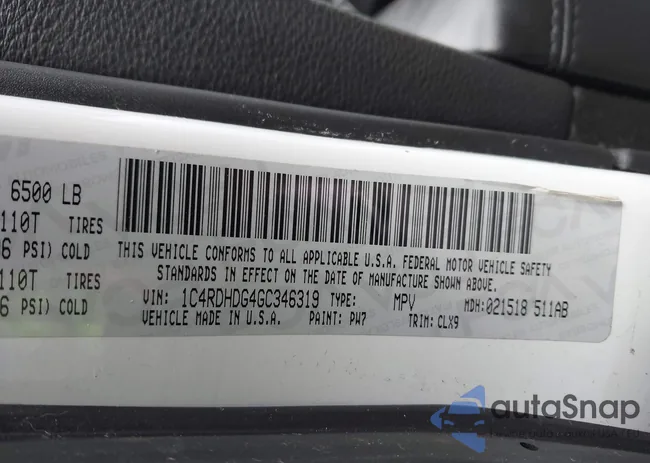 6500 LB
110T TIRES
6 PSI) COLD
110T TIRES
6 PSI) COLD
THIS VEHICLE CONFORMS TO ALL APPLICABLE U.S.A. FEDERAL MOTOR VEHICLE SAFETY
STANDARDS IN EFFECT ON THE DATE OF MANUFACTURE SHOWN ABOVE.
VIN: 1C4RDHDG4GC346319 TYPE: MPV MDH: 021518 511AB
VEHICLE MADE IN U.S.A. PAINT: PW7 TRIM: CLX9
autoSnap